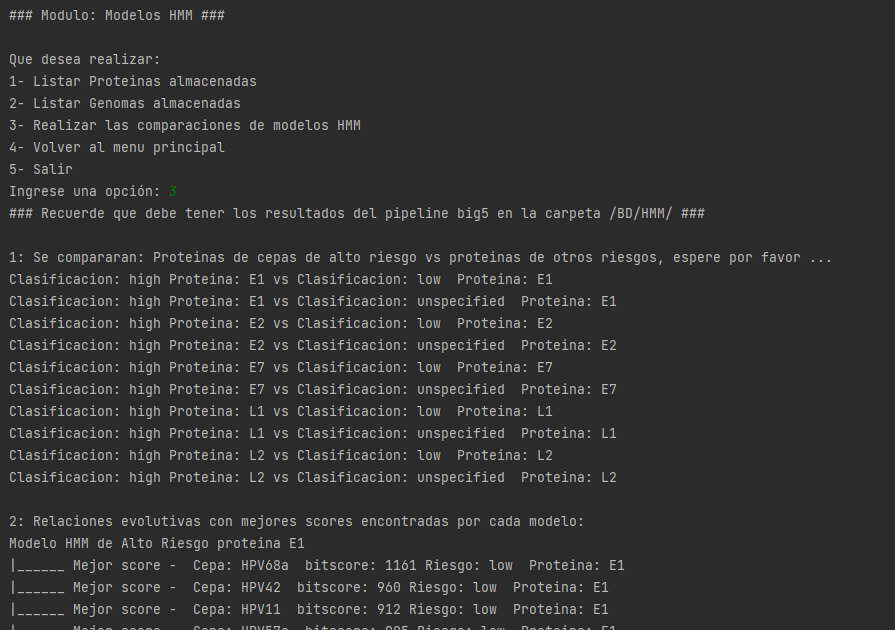 ### Modulo: Modelos HMM ###
Que desea realizar:
1- Listar Proteinas almacenadas
2- Listar Genomas almacenadas
3- Realizar las comparaciones de modelos HMM
4- Volver al menu principal
5- Salir
Ingrese una opción: 3
### Recuerde que debe tener los resultados del pipeline big5 en la carpeta /BD/HMM/ ###
1: Se compararan: Proteinas de cepas de alto riesgo vs proteinas de otros riesgos, espere por favor ...
Clasificacion: high Proteina: E1 vs Clasificacion: low  Proteina: E1
Clasificacion: high Proteina: E1 vs Clasificacion: unspecified  Proteina: E1
Clasificacion: high Proteina: E2 vs Clasificacion: low  Proteina: E2
Clasificacion: high Proteina: E2 vs Clasificacion: unspecified  Proteina: E2
Clasificacion: high Proteina: E7 vs Clasificacion: low  Proteina: E7
Clasificacion: high Proteina: E7 vs Clasificacion: unspecified  Proteina: E7
Clasificacion: high Proteina: L1 vs Clasificacion: low  Proteina: L1
Clasificacion: high Proteina: L1 vs Clasificacion: unspecified  Proteina: L1
Clasificacion: high Proteina: L2 vs Clasificacion: low  Proteina: L2
Clasificacion: high Proteina: L2 vs Clasificacion: unspecified  Proteina: L2
2: Relaciones evolutivas con mejores scores encontradas por cada modelo:
Modelo HMM de Alto Riesgo proteina E1
|______ Mejor score -  Cepa: HPV68a  bitscore: 1161 Riesgo: low  Proteina: E1
|______ Mejor score -  Cepa: HPV42  bitscore: 960 Riesgo: low  Proteina: E1
|______ Mejor score -  Cepa: HPV11  bitscore: 912 Riesgo: low  Proteina: E1
|______ Mejor score -  Cepa: Riesgo: low  Proteina: E1